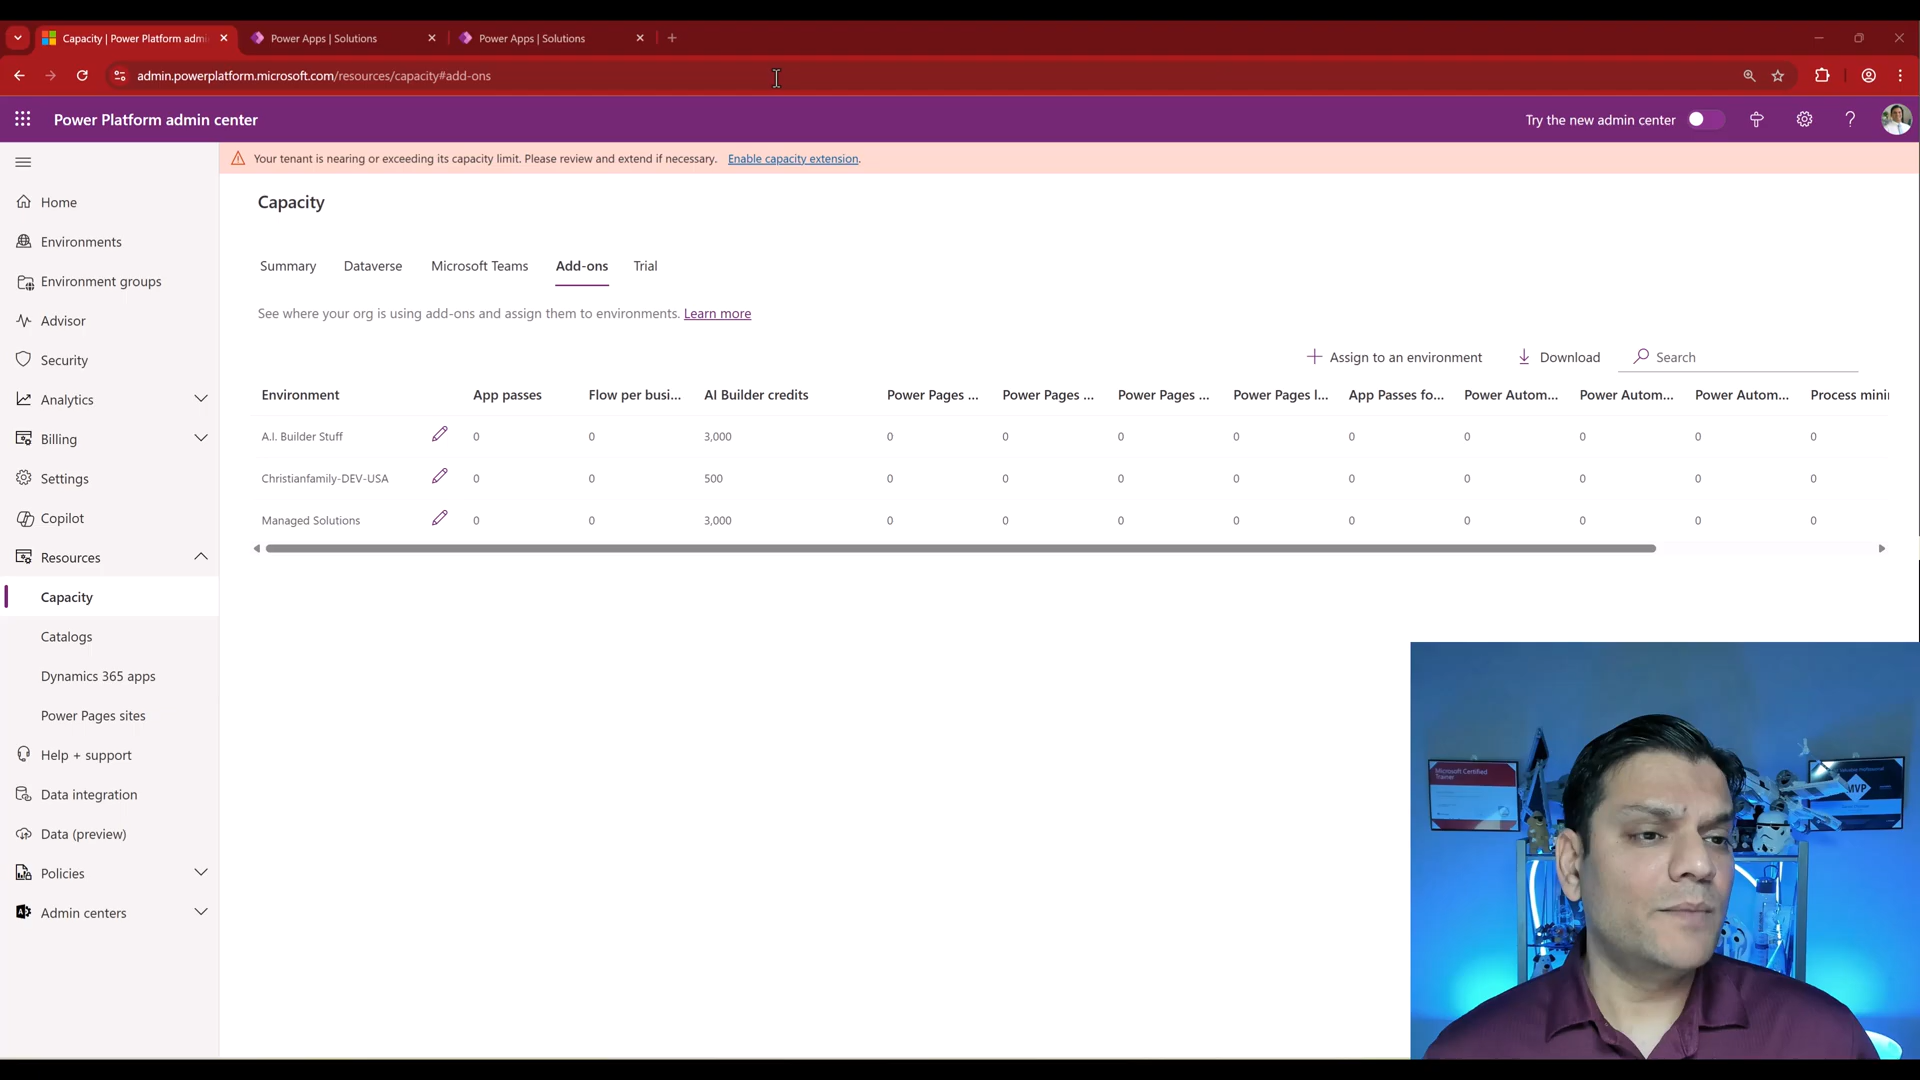 Capacity | Power Platform admi
Power Apps | Solutions
Power Apps | Solutions
admin.powerplatform.microsoft.com/resources/capacity#add-ons
Power Platform admin center
Try the new admin center
Your tenant is nearing or exceeding its capacity limit. Please review and extend if necessary. Enable capacity extension.
Home
Environments
Environment groups
Advisor
Security
Analytics
Billing
Settings
Copilot
Resources
Capacity
Catalogs
Dynamics 365 apps
Power Pages sites
Help + support
Data integration
Data (preview)
Policies
Admin centers
Capacity
Summary Dataverse Microsoft Teams Add-ons Trial
See where your org is using add-ons and assign them to environments. Learn more
Assign to an environment Download Search
Environment App passes Flow per busi... AI Builder credits Power Pages ... Power Pages ... Power Pages ... Power Pages l... App Passes fo... Power Autom... Power Autom... Power Autom... Process mini
A.I. Builder Stuff 0 0 3,000 0 0 0 0 0 0 0 0 0
Christianfamily-DEV-USA 0 0 500 0 0 0 0 0 0 0 0 0
Managed Solutions 0 0 3,000 0 0 0 0 0 0 0 0 0
Microsoft Certified
Trainer
MVP